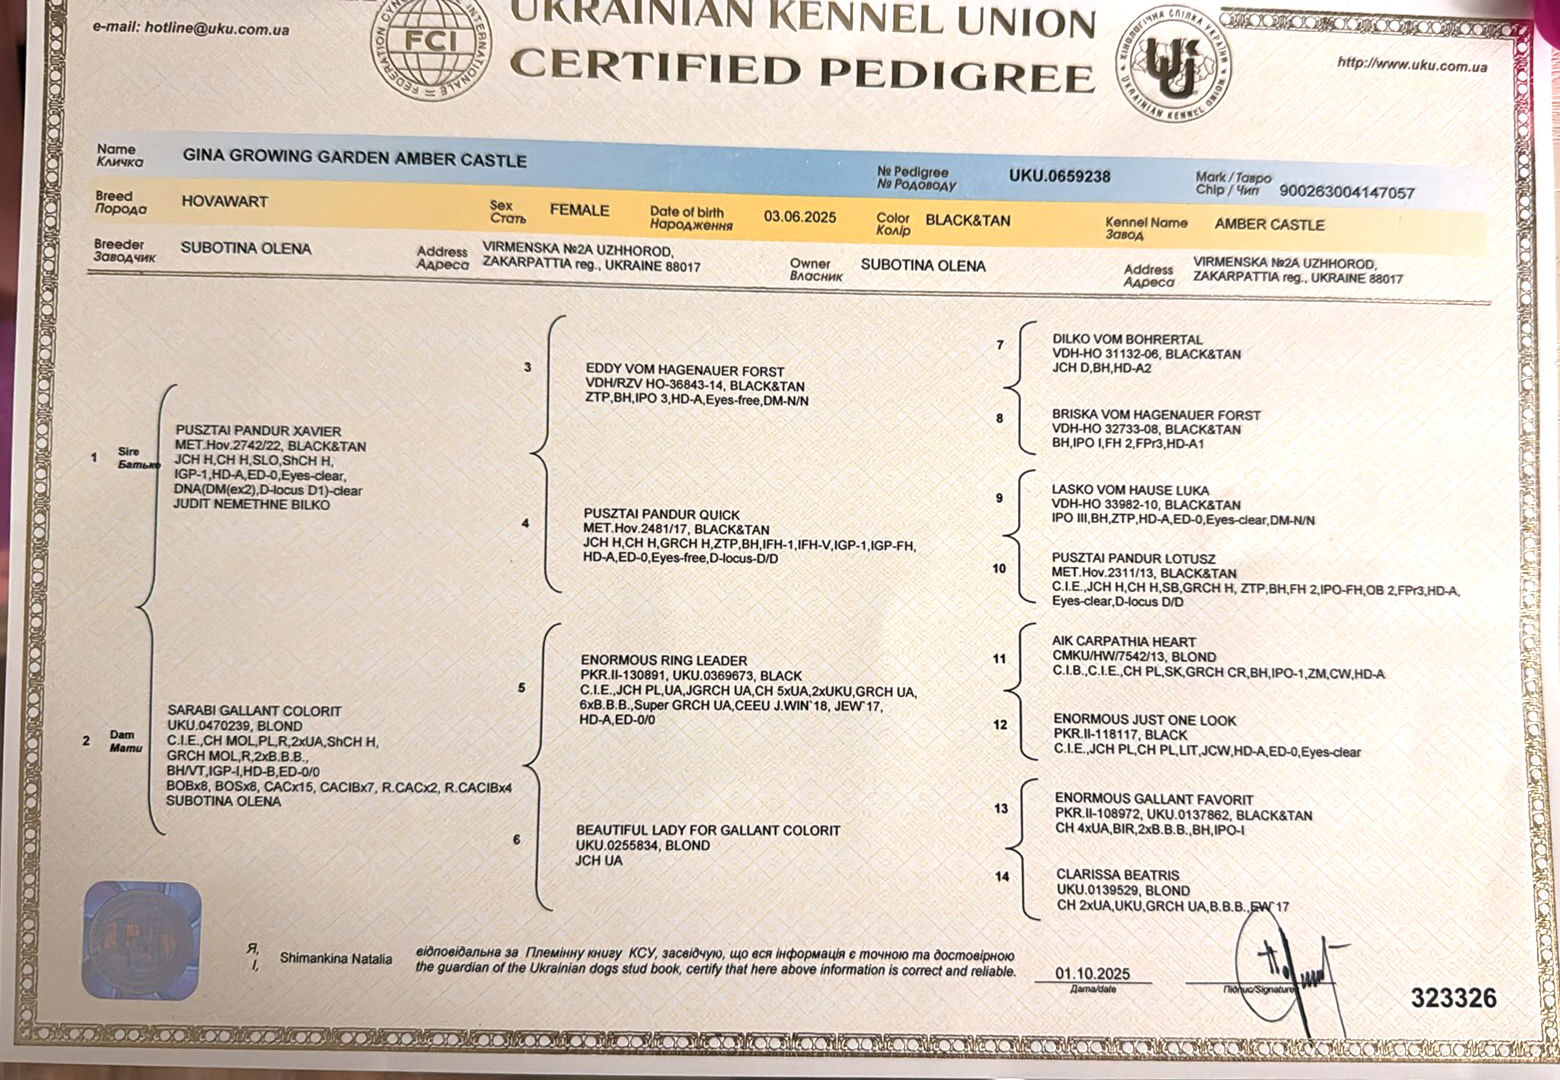 e-mail: hotline@uku.com.ua
FCI
UKRAINIAN KENNEL UNION
CERTIFIED PEDIGREE
http://www.uku.com.ua
Name
Кличка
GINA GROWING GARDEN AMBER CASTLE
№ Pedigree
№ Родоводу
UKU.0659238
Mark / Тавро
Chip / Чип
900263004147057
Breed
Порода
HOVAWART
Sex
Стать
FEMALE
Date of birth
Народження
03.06.2025
Color
Колір
BLACK&TAN
Kennel Name
Завод
AMBER CASTLE
Breeder
Заводчик
SUBOTINA OLENA
Address
Адреса
VIRMENSKA №2A UZHHOROD,
ZAKARPATTIA reg., UKRAINE 88017
Owner
Власник
SUBOTINA OLENA
Address
Адреса
VIRMENSKA №2A UZHHOROD,
ZAKARPATTIA reg., UKRAINE 88017
1
Sire
Батько
PUSZTAI PANDUR XAVIER
MET.Hov.2742/22, BLACK&TAN
JCH H,CH H,SLO,ShCH H,
IGP-1,HD-A,ED-0,Eyes-clear,
DNA(DM(ex2),D-locus D1)-clear
JUDIT NEMETHNE BILKO
2
Dam
Мати
SARABI GALLANT COLORIT
UKU.0470239, BLOND
C.I.E.,CH MOL,PL,R,2xUA,ShCH H,
GRCH MOL,R,2xB.B.B.,
BH/VT,IGP-I,HD-B,ED-0/0
BOBx8, BOSx8, CACx15, CACIBx7, R.CACx2, R.CACIBx4
SUBOTINA OLENA
3
EDDY VOM HAGENAUER FORST
VDH/RZV HO-36843-14, BLACK&TAN
ZTP,BH,IPO 3,HD-A,Eyes-free,DM-N/N
4
PUSZTAI PANDUR QUICK
MET.Hov.2481/17, BLACK&TAN
JCH H,CH H,GRCH H,ZTP,BH,IFH-1,IFH-V,IGP-1,IGP-FH,
HD-A,ED-0,Eyes-free,D-locus-D/D
5
ENORMOUS RING LEADER
PKR.II-130891, UKU.0369673, BLACK
C.I.E.,JCH PL,UA,JGRCH UA,CH 5xUA,2xUKU,GRCH UA,
6xB.B.B.,Super GRCH UA,CEEU J.WIN`18, JEW`17,
HD-A,ED-0/0
6
BEAUTIFUL LADY FOR GALLANT COLORIT
UKU.0255834, BLOND
JCH UA
7
DILKO VOM BOHRERTAL
VDH-HO 31132-06, BLACK&TAN
JCH D,BH,HD-A2
8
BRISKA VOM HAGENAUER FORST
VDH-HO 32733-08, BLACK&TAN
BH,IPO I,FH 2,FPr3,HD-A1
9
LASKO VOM HAUSE LUKA
VDH-HO 33982-10, BLACK&TAN
IPO III,BH,ZTP,HD-A,ED-0,Eyes-clear,DM-N/N
10
PUSZTAI PANDUR LOTUSZ
MET.Hov.2311/13, BLACK&TAN
C.I.E.,JCH H,CH H,SB,GRCH H, ZTP,BH,FH 2,IPO-FH,OB 2,FPr3,HD-A,
Eyes-clear,D-locus D/D
11
AIK CARPATHIA HEART
CMKU/HW/7542/13, BLOND
C.I.B.,C.I.E.,CH PL,SK,GRCH CR,BH,IPO-1,ZM,CW,HD-A
12
ENORMOUS JUST ONE LOOK
PKR.II-118117, BLACK
C.I.E.,JCH PL,CH PL,LIT,JCW,HD-A,ED-0,Eyes-clear
13
ENORMOUS GALLANT FAVORIT
PKR.II-108972, UKU.0137862, BLACK&TAN
CH 4xUA,BIR,2xB.B.B.,BH,IPO-I
14
CLARISSA BEATRIS
UKU.0139529, BLOND
CH 2xUA,UKU,GRCH UA,B.B.B.,EW`17
Я,
І,
Shimankina Natalia
відповідальна за Племінну книгу КСУ, засвідчую, що вся інформація є точною та достовірною
the guardian of the Ukrainian dogs stud book, certify that here above information is correct and reliable.
01.10.2025
Дата/date
Підпис/Signature
323326